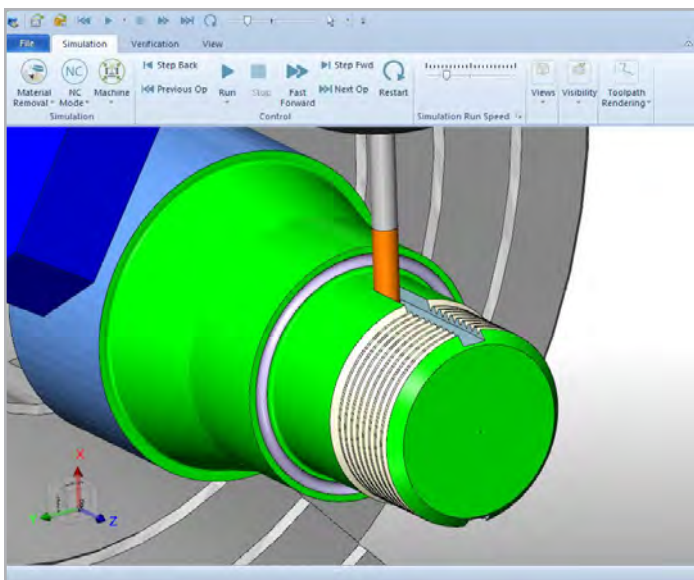 File Simulation Verification View
Step Back Step Fwd
Material Removal NC Mode Machine Previous Op Run Stop Fast Forward Next Op Restart Views Visibility Toolpath Rendering
Simulation Control Simulation Run Speed
X
Y
Z